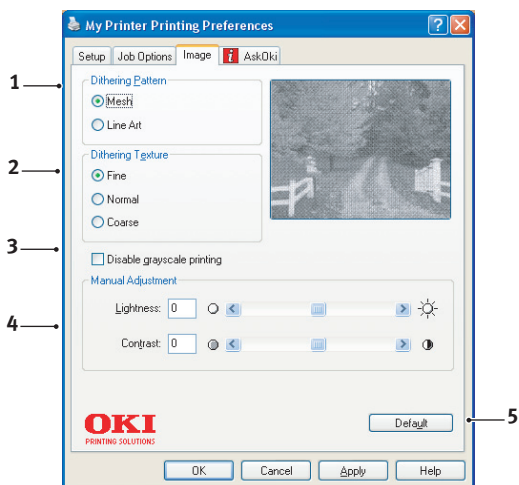 My Printer Printing Preferences
Setup Job Options Image i AskOki
1
Dithering Pattern
Mesh
Line Art
2
Dithering Texture
Fine
Normal
Coarse
3
Disable grayscale printing
Manual Adjustment
Lightness: 0
4
Contrast: 0
OKI
PRINTING SOLUTIONS
Default
5
OK Cancel Apply Help